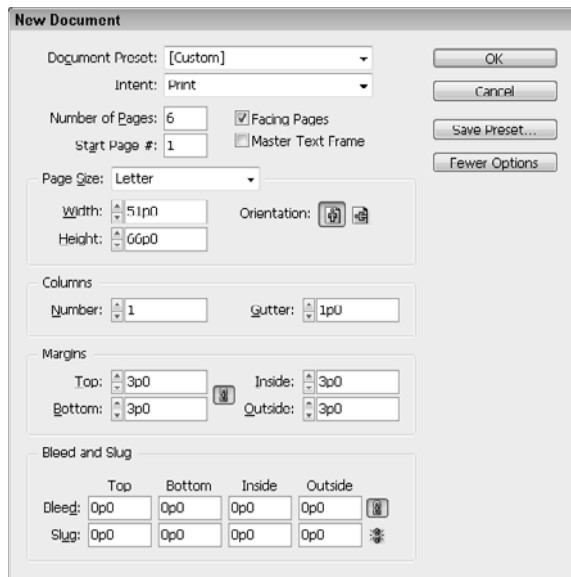 New Document
Document Preset: [Custom]
OK
Intent: Print
Cancel
Number of Pages: 6
Facing Pages
Save Preset...
Start Page #: 1
Master Text Frame
Fewer Options
Page Size: Letter
Width: 51p0
Orientation:
Height: 66p0
Columns
Number: 1
Gutter: 1p0
Margins
Top: 3p0
Inside: 3p0
Bottom: 3p0
Outside: 3p0
Bleed and Slug
Top Bottom Inside Outside
Bleed: 0p0 0p0 0p0 0p0
Slug: 0p0 0p0 0p0 0p0